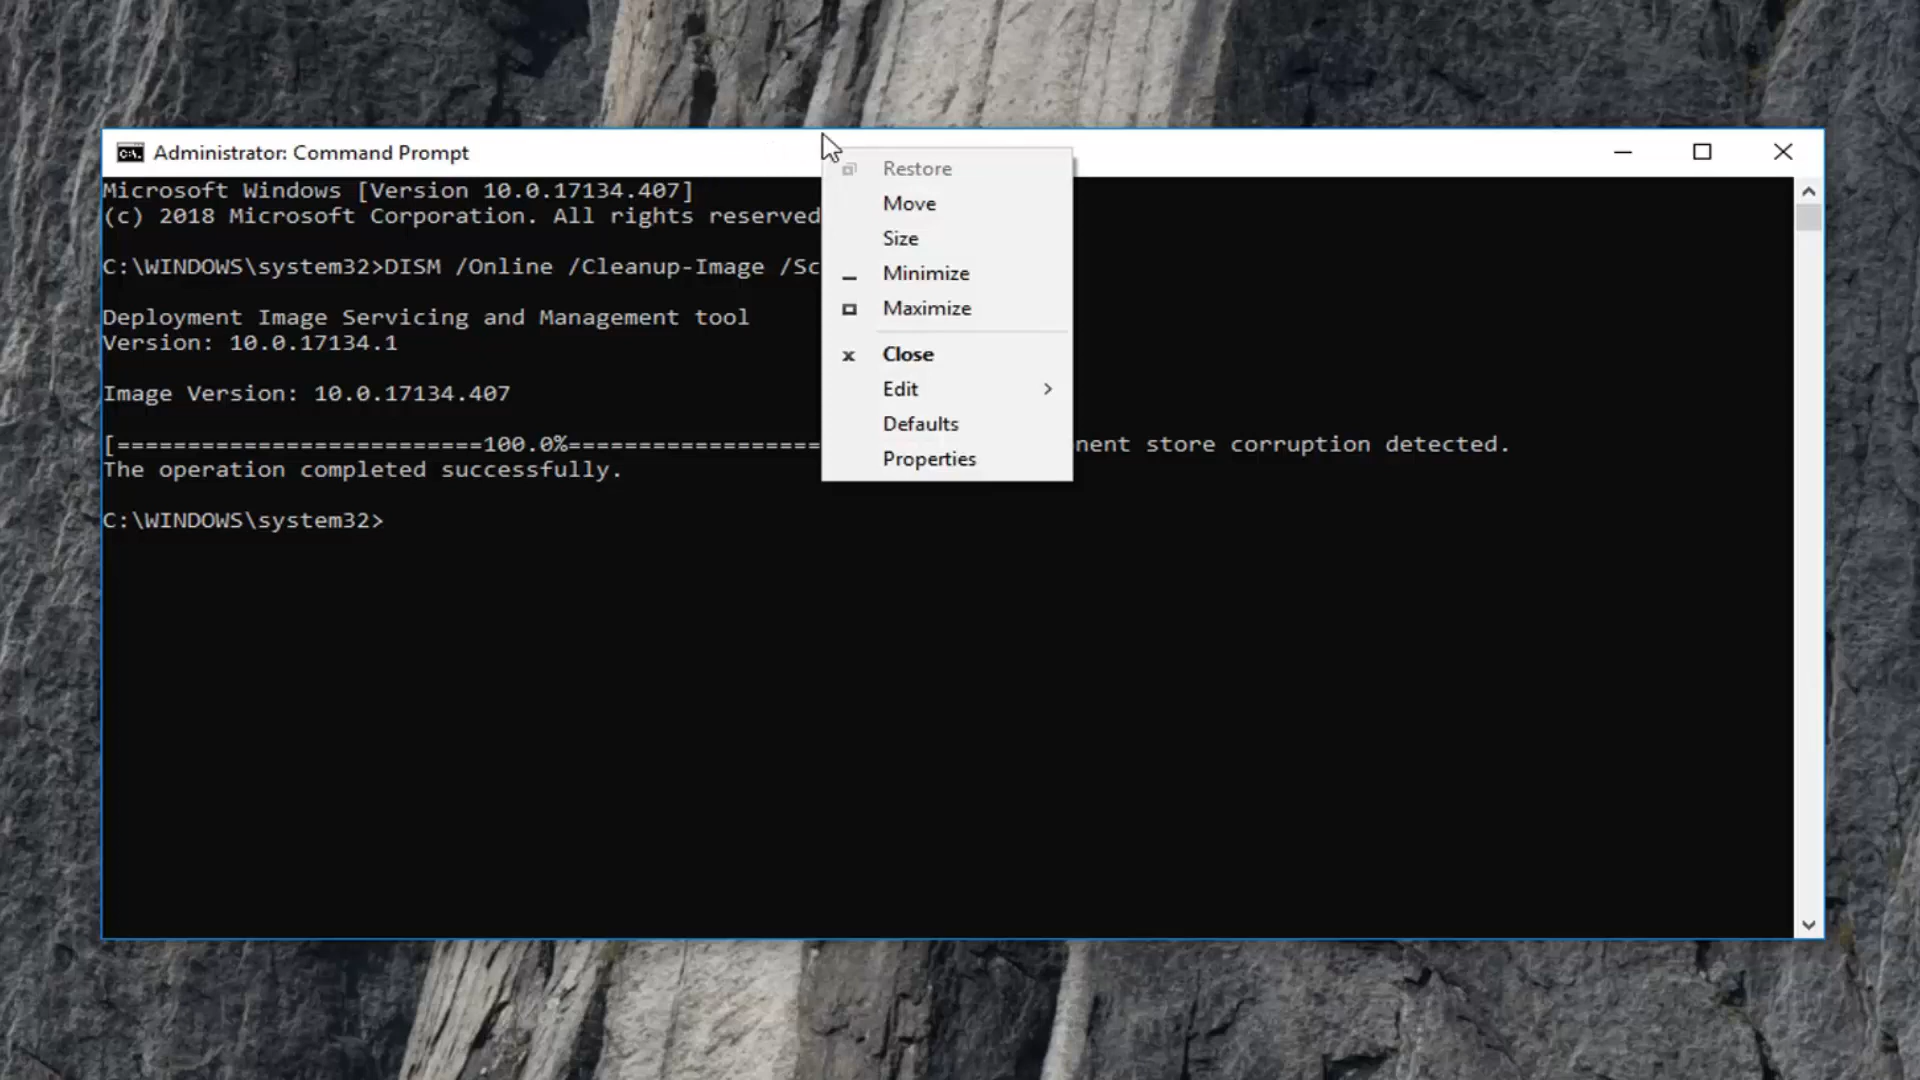 Administrator: Command Prompt
Microsoft Windows [Version 10.0.17134.407]
(c) 2018 Microsoft Corporation. All rights reserved
C:\WINDOWS\system32>DISM /Online /Cleanup-Image /Sc
Deployment Image Servicing and Management tool
Version: 10.0.17134.1
Image Version: 10.0.17134.407
[==========================100.0%================== nent store corruption detected.
The operation completed successfully.
C:\WINDOWS\system32>
Restore
Move
Size
Minimize
Maximize
Close
Edit
Defaults
Properties